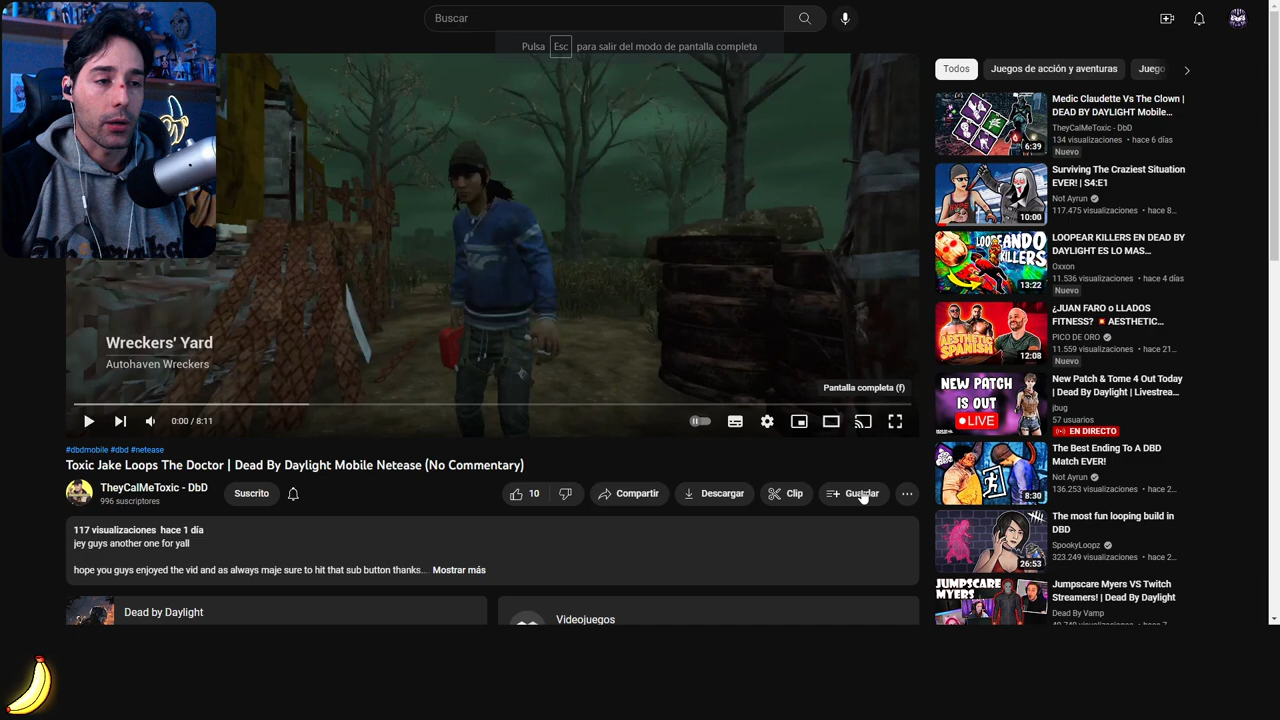 Buscar
Pulsa Esc para salir del modo de pantalla completa
Wreckers' Yard
Autohaven Wreckers
Pantalla completa (f)
0:00 / 8:11
#dbdmobile #dbd #netease
Toxic Jake Loops The Doctor | Dead By Daylight Mobile Netease (No Commentary)
TheyCalMeToxic - DbD
996 suscriptores
Suscrito
10
Compartir
Descargar
Clip
Guardar
117 visualizaciones hace 1 día
jey guys another one for yall
hope you guys enjoyed the vid and as always maje sure to hit that sub button thanks... Mostrar más
Dead by Daylight
Videojuegos
Todos
Juegos de acción y aventuras
Juego
6:39
Medic Claudette Vs The Clown |
DEAD BY DAYLIGHT Mobile...
TheyCalMeToxic - DbD
134 visualizaciones • hace 6 días
Nuevo
10:00
Surviving The Craziest Situation
EVER! | S4:E1
Not Ayrun
117.475 visualizaciones • hace 8...
LOOPEANDO
KILLERS
13:22
LOOPEAR KILLERS EN DEAD BY
DAYLIGHT ES LO MAS...
Oxxon
11.536 visualizaciones • hace 4 días
Nuevo
AESTHETIC
SPANISH
12:08
¿JUAN FARO o LLADOS
FITNESS? 💥 AESTHETIC...
PICO DE ORO
11.559 visualizaciones • hace 21...
Nuevo
NEW PATCH
IS OUT
LIVE
New Patch & Tome 4 Out Today
| Dead By Daylight | Livestrea...
jbug
57 usuarios
EN DIRECTO
8:30
The Best Ending To A DBD
Match EVER!
Not Ayrun
136.253 visualizaciones • hace 2...
26:53
The most fun looping build in
DBD
SpookyLoopz
323.249 visualizaciones • hace 2...
JUMPSCARE
MYERS
Jumpscare Myers VS Twitch
Streamers! | Dead By Daylight
Dead By Vamp